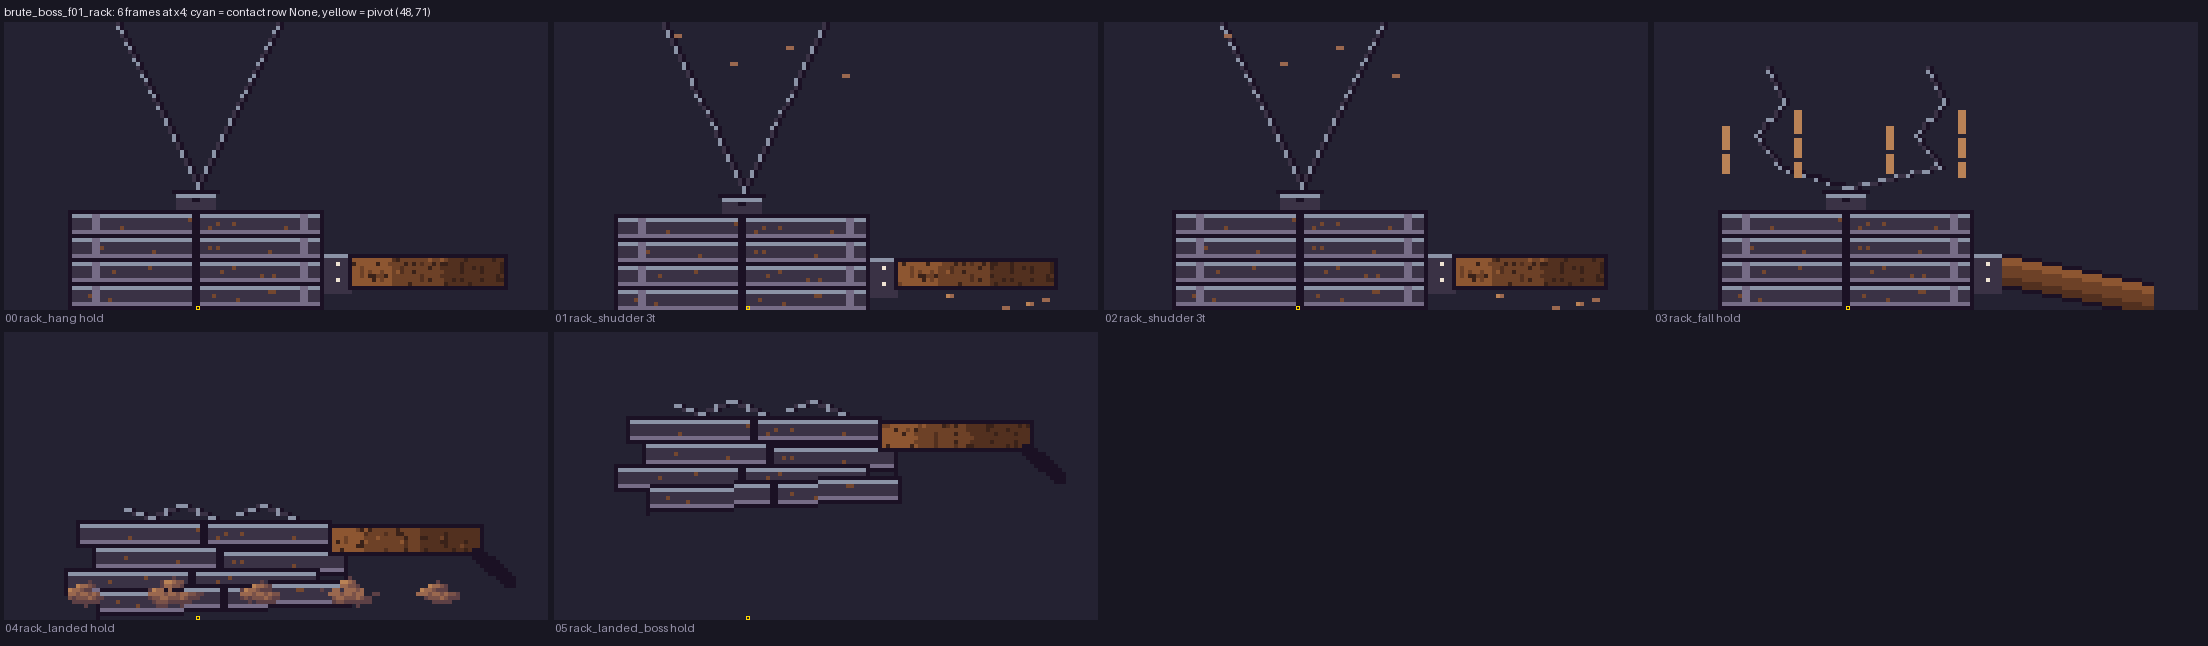 brute_boss_f01_rack: 6 frames at x4; cyan = contact row None, yellow = pivot (48,71)
00 rack_hang hold
01 rack_shudder 3t
02 rack_shudder 3t
03 rack_fall hold
04 rack_landed hold
05 rack_landed_boss hold